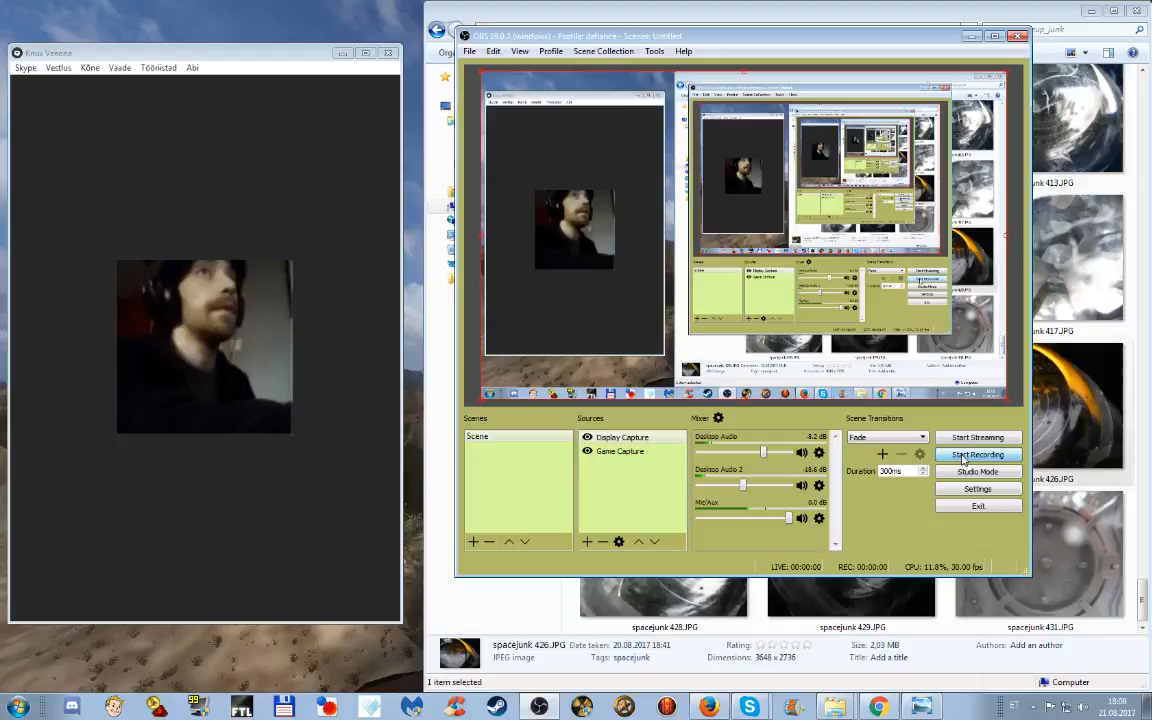 Knux Veenne
Skype Vestlus Kõne Vaade Tööriistad Abi
OBS 19.0.3 (windows) - Profile: defiance - Scenes: Untitled
File Edit View Profile Scene Collection Tools Help
up_junk
Scenes
Sources
Mixer
Scene Transitions
Scene
Display Capture
Game Capture
Desktop Audio -8.2 dB
Desktop Audio 2 -18.6 dB
Mic/Aux 0.0 dB
Fade
Duration 300ms
Start Streaming
Start Recording
Studio Mode
Settings
Exit
LIVE: 00:00:00 REC: 00:00:00 CPU: 11.8%, 30.00 fps
junk 413.JPG
junk 417.JPG
junk 426.JPG
spacejunk 428.JPG
spacejunk 429.JPG
spacejunk 431.JPG
spacejunk 426.JPG Date taken: 20.08.2017 18:41 Rating: Size: 2,03 MB Authors: Add an author
JPEG image Tags: spacejunk Dimensions: 3648 x 2736 Title: Add a title
1 item selected
Computer
99
FTL
ET
18:08
21.08.2017